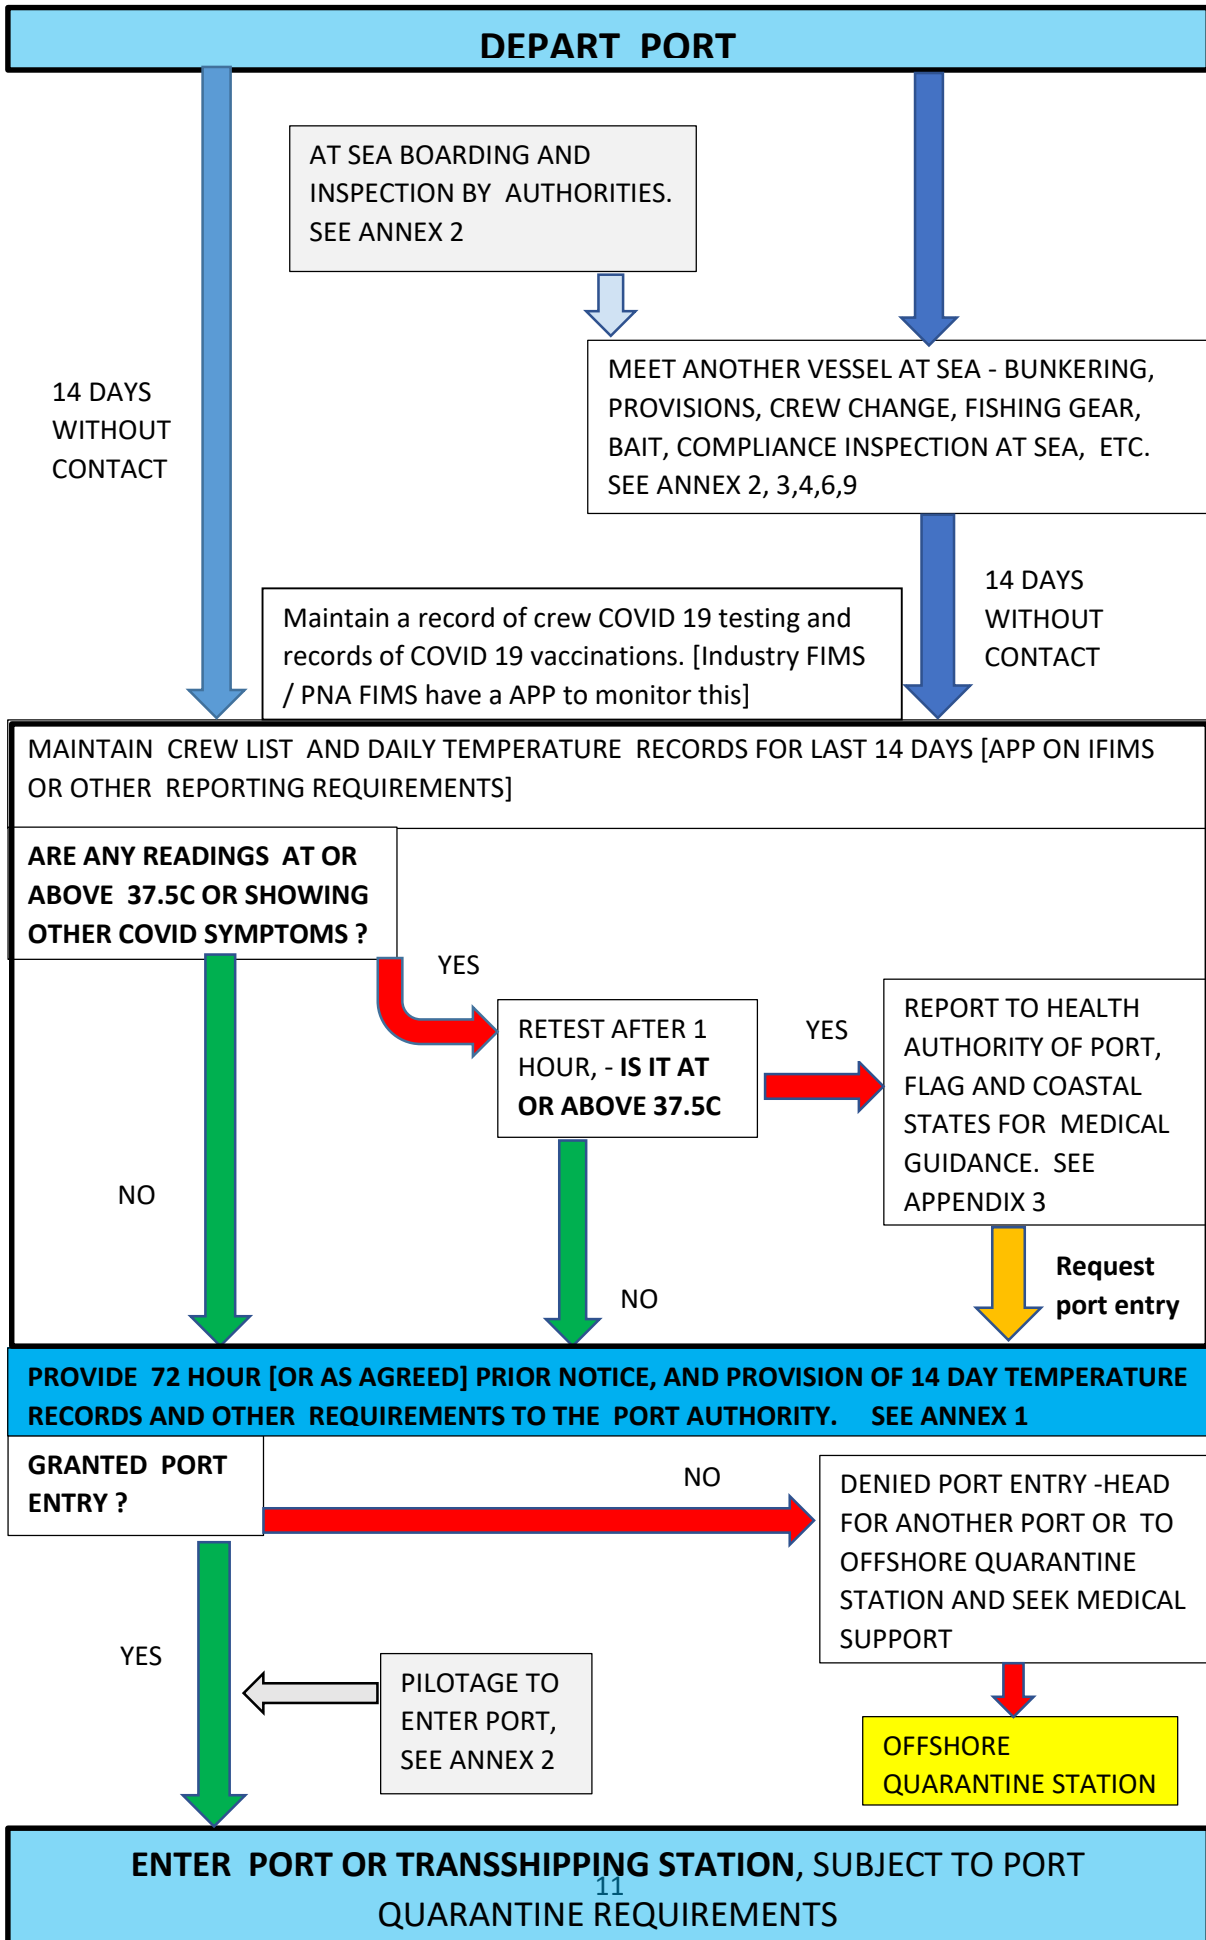 DEPART PORT
AT SEA BOARDING AND
INSPECTION BY AUTHORITIES.
SEE ANNEX 2
MEET ANOTHER VESSEL AT SEA - BUNKERING,
PROVISIONS, CREW CHANGE, FISHING GEAR,
BAIT, COMPLIANCE INSPECTION AT SEA, ETC.
SEE ANNEX 2, 3,4,6,9
14 DAYS
WITHOUT
CONTACT
14 DAYS
WITHOUT
CONTACT
Maintain a record of crew COVID 19 testing and
records of COVID 19 vaccinations. [Industry FIMS
/ PNA FIMS have a APP to monitor this]
MAINTAIN CREW LIST AND DAILY TEMPERATURE RECORDS FOR LAST 14 DAYS [APP ON IFIMS
OR OTHER REPORTING REQUIREMENTS]
ARE ANY READINGS AT OR
ABOVE 37.5C OR SHOWING
OTHER COVID SYMPTOMS ?
YES
RETEST AFTER 1
HOUR, - IS IT AT
OR ABOVE 37.5C
YES
REPORT TO HEALTH
AUTHORITY OF PORT,
FLAG AND COASTAL
STATES FOR MEDICAL
GUIDANCE. SEE
APPENDIX 3
NO
NO
Request
port entry
PROVIDE 72 HOUR [OR AS AGREED] PRIOR NOTICE, AND PROVISION OF 14 DAY TEMPERATURE
RECORDS AND OTHER REQUIREMENTS TO THE PORT AUTHORITY. SEE ANNEX 1
GRANTED PORT
ENTRY ?
NO
DENIED PORT ENTRY -HEAD
FOR ANOTHER PORT OR TO
OFFSHORE QUARANTINE
STATION AND SEEK MEDICAL
SUPPORT
YES
PILOTAGE TO
ENTER PORT,
SEE ANNEX 2
OFFSHORE
QUARANTINE STATION
ENTER PORT OR TRANSSHIPPING STATION, SUBJECT TO PORT
11
QUARANTINE REQUIREMENTS